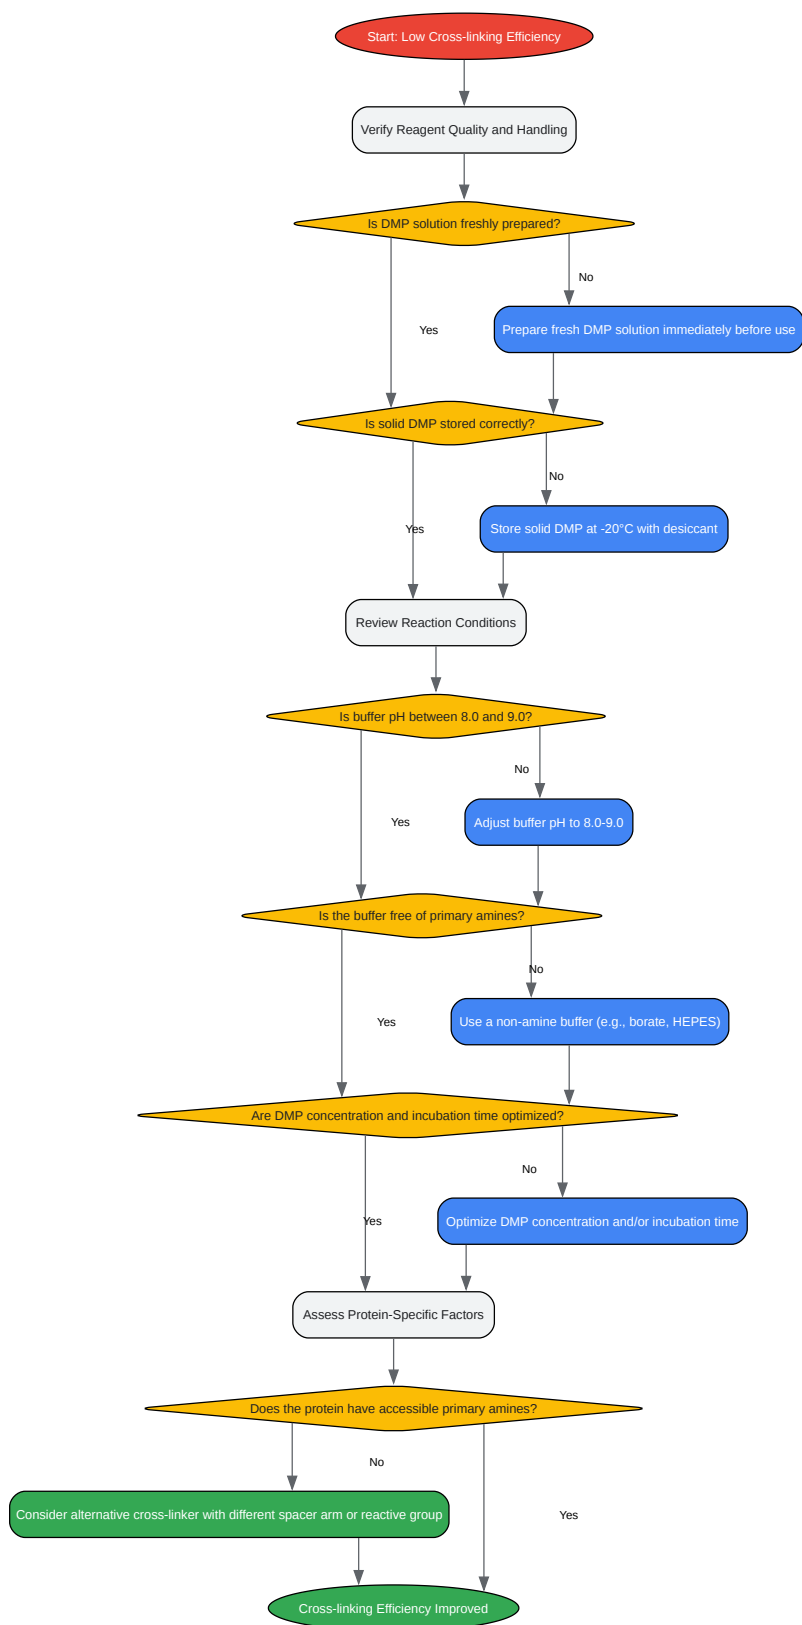 Start: Low Cross-linking Efficiency
Verify Reagent Quality and Handling
Is DMP solution freshly prepared?
No
Yes
Prepare fresh DMP solution immediately before use
Is solid DMP stored correctly?
No
Yes
Store solid DMP at -20°C with desiccant
Review Reaction Conditions
Is buffer pH between 8.0 and 9.0?
No
Yes
Adjust buffer pH to 8.0-9.0
Is the buffer free of primary amines?
No
Yes
Use a non-amine buffer (e.g., borate, HEPES)
Are DMP concentration and incubation time optimized?
No
Yes
Optimize DMP concentration and/or incubation time
Assess Protein-Specific Factors
Does the protein have accessible primary amines?
No
Consider alternative cross-linker with different spacer arm or reactive group
Yes
Cross-linking Efficiency Improved